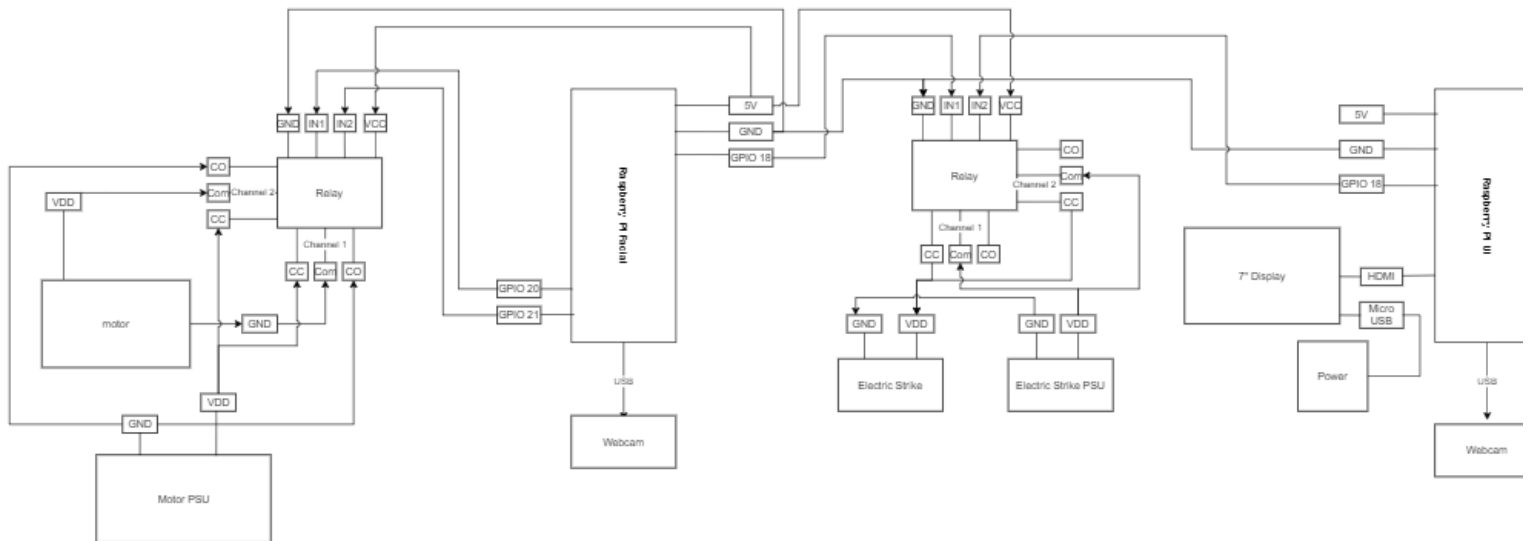 GND
IN1
IN2
VCC
CO
Com
Channel 2
CC
Relay
Channel 1
CC
Com
CO
VDD
motor
GND
VDD
GND
Motor PSU
Raspberry PI Facial
5V
GND
GPIO 18
GPIO 20
GPIO 21
USB
Webcam
GND
IN1
IN2
VCC
Relay
CO
Channel 2
Com
CC
Channel 1
CC
Com
CO
GND
VDD
GND
VDD
Electric Strike
Electric Strike PSU
5V
GND
GPIO 18
Raspberry PI UI
7" Display
HDMI
Micro
USB
Power
USB
Webcam